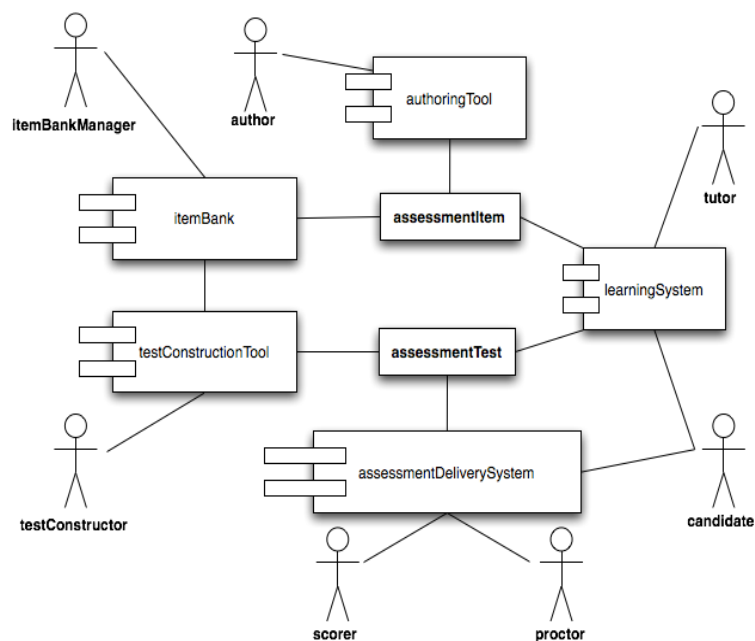 authoringTool
itemBankManager
author
tutor
itemBank
assessmentItem
learningSystem
testConstructionTool
assessmentTest
assessmentDeliverySystem
testConstructor
candidate
scorer
proctor